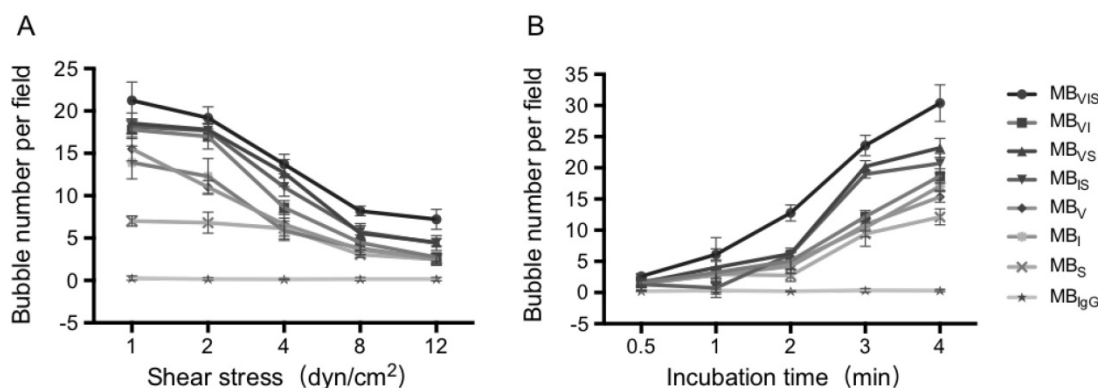 A
Bubble number per field
25
20
15
10
5
0
-5
1 2 4 8 12
Shear stress (dyn/cm²)
B
Bubble number per field
35
30
25
20
15
10
5
0
-5
0.5 1 2 3 4
Incubation time (min)
MBVIS
MBVI
MBVS
MBIS
MBV
MBI
MBS
MBIgG